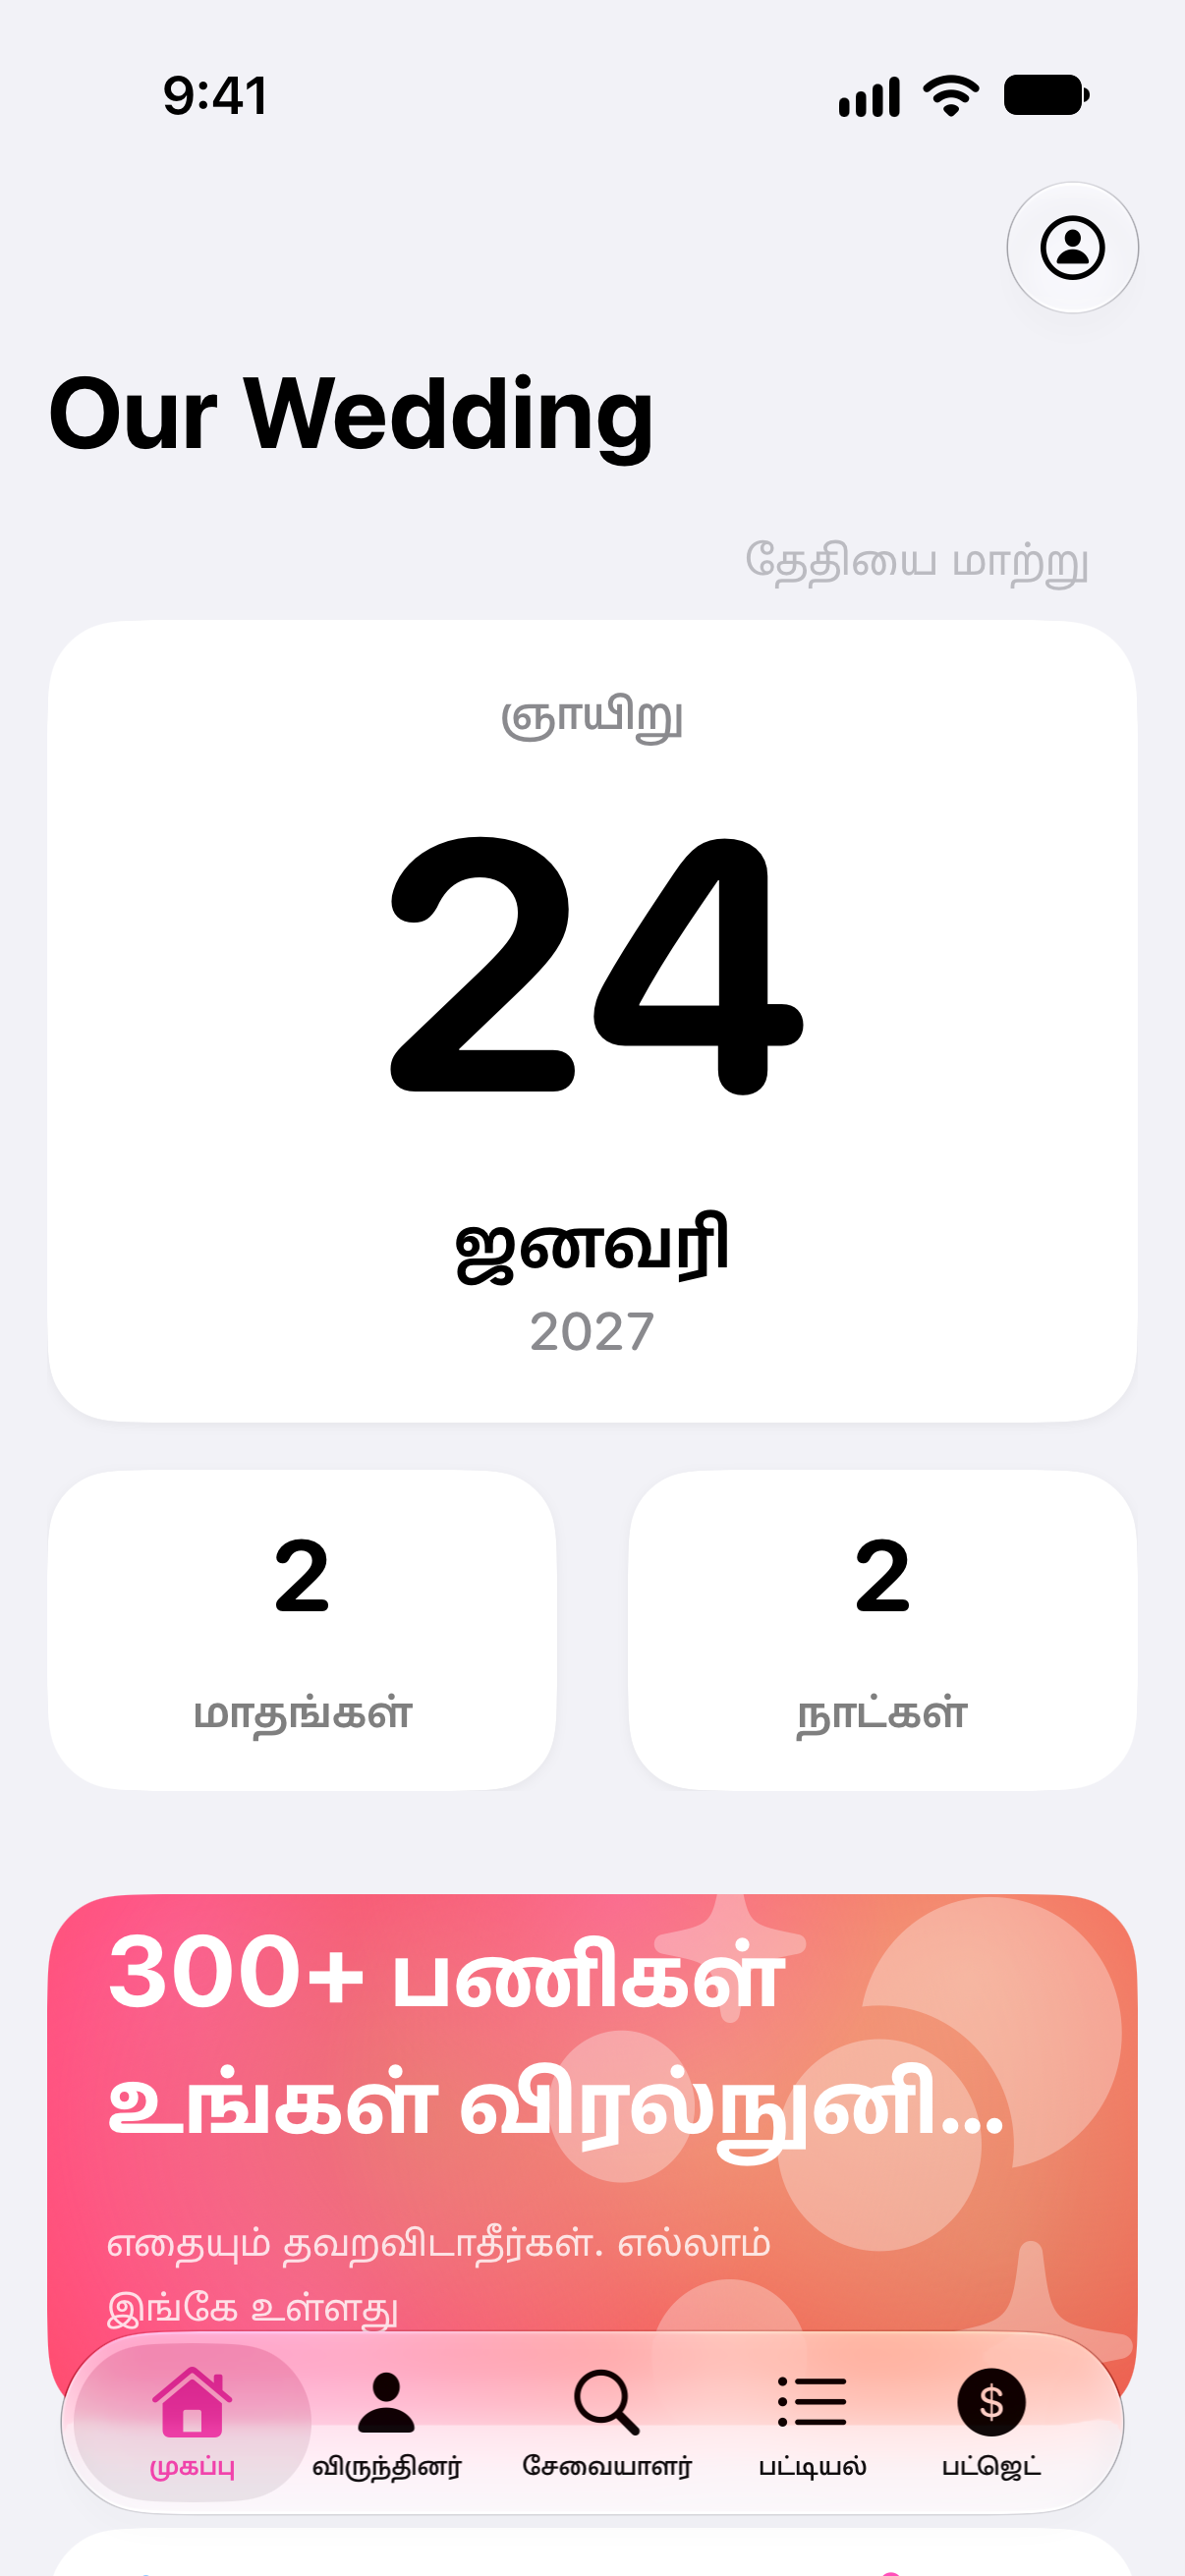 9:41
Our Wedding
தேதியை மாற்று
ஞாயிறு
24
ஜனவரி
2027
2
மாதங்கள்
2
நாட்கள்
300+ பணிகள்
உங்கள் விரல்நுனி...
எதையும் தவறவிடாதீர்கள். எல்லாம்
இங்கே உள்ளது
முகப்பு
விருந்தினர்
சேவையாளர்
பட்டியல்
பட்ஜெட்